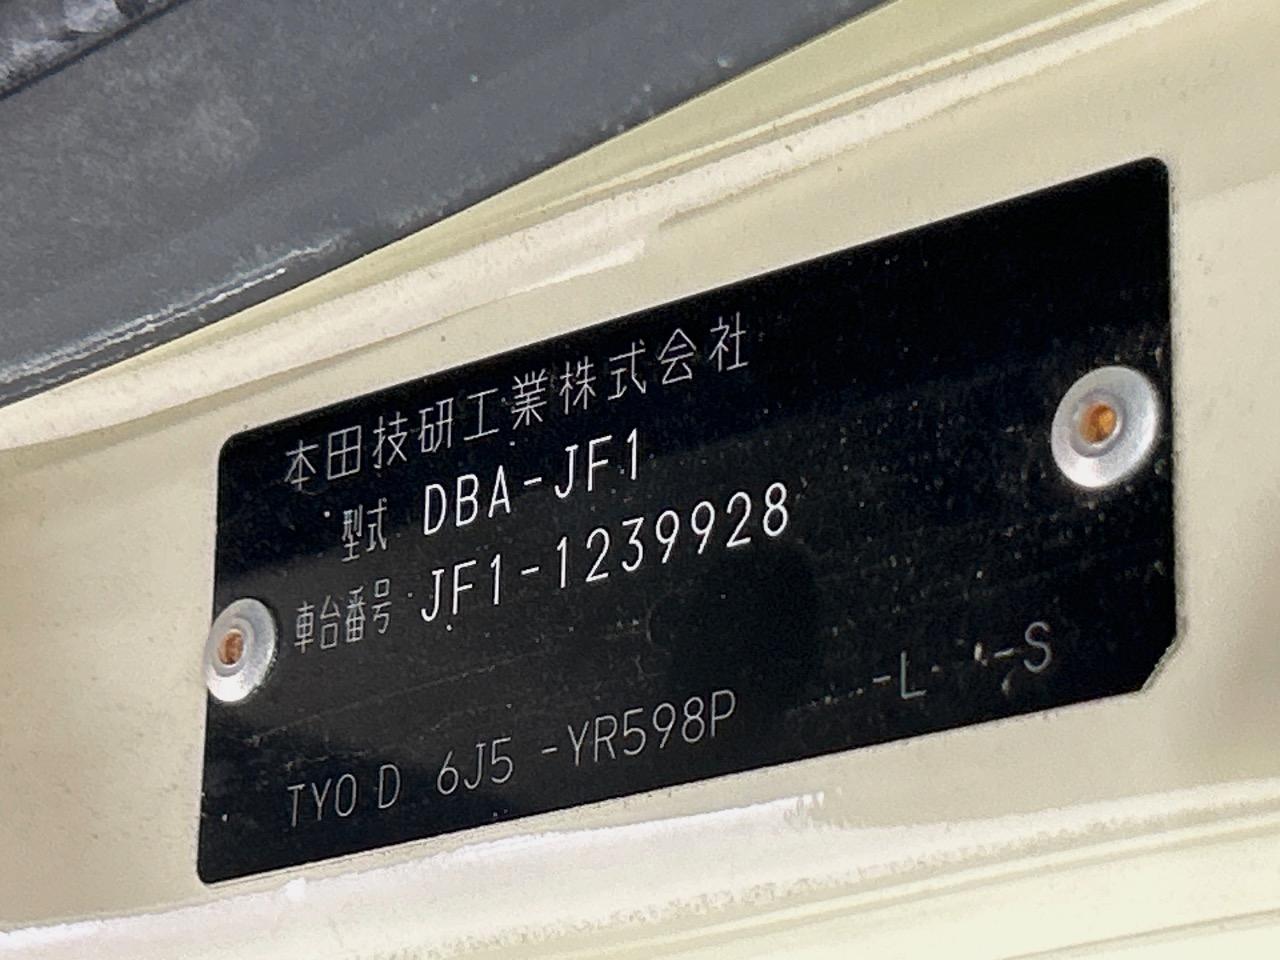 本田技研工業株式会社
型式 DBA-JF1
車台番号 JF1-1239928
TYO D 6J5 -YR598P -L- -S